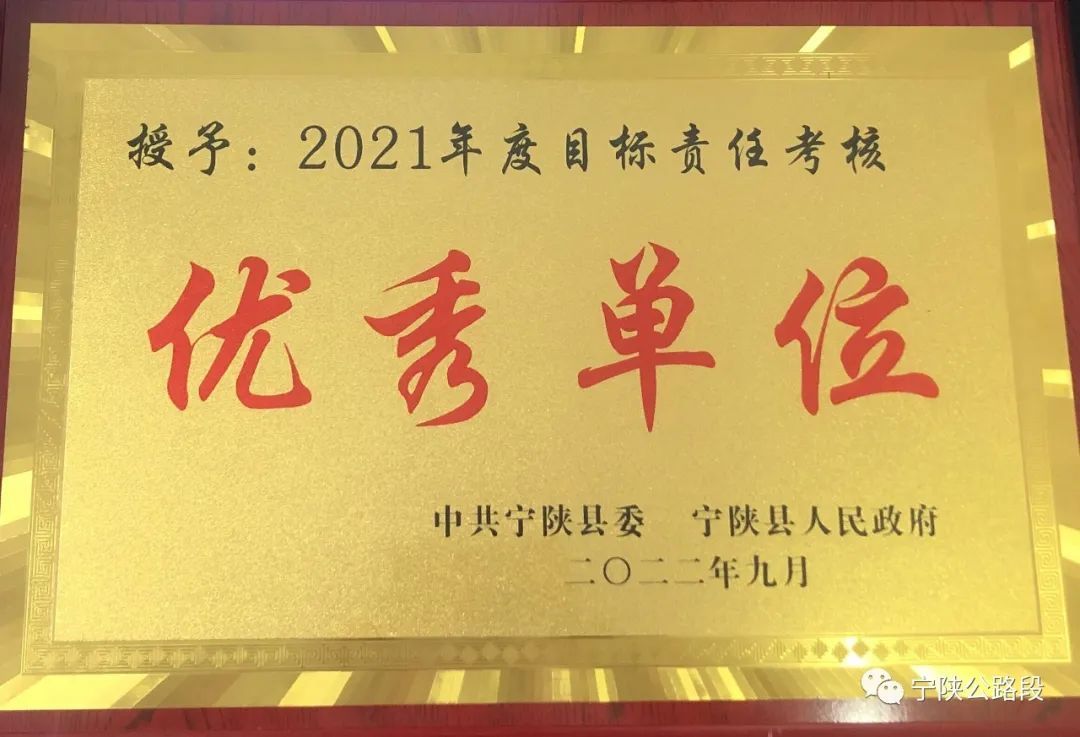 授予：2021年度目标责任考核
优秀单位
中共宁陕县委 宁陕县人民政府
二〇二二年九月
宁陕公路段